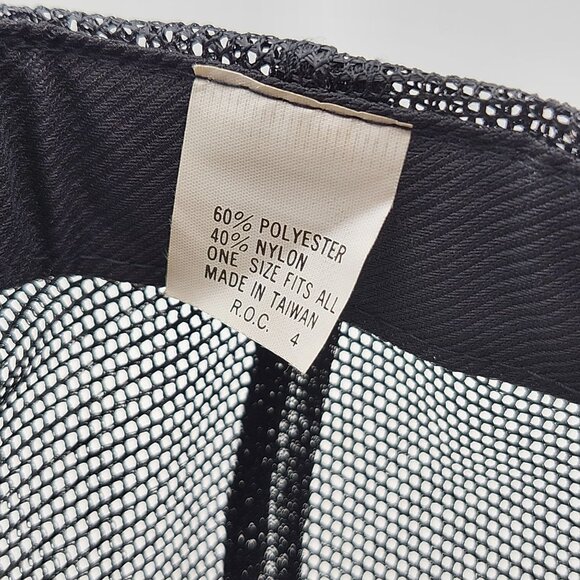 60% POLYESTER
40% NYLON
ONE SIZE FITS ALL
MADE IN TAIWAN
R.O.C. 4